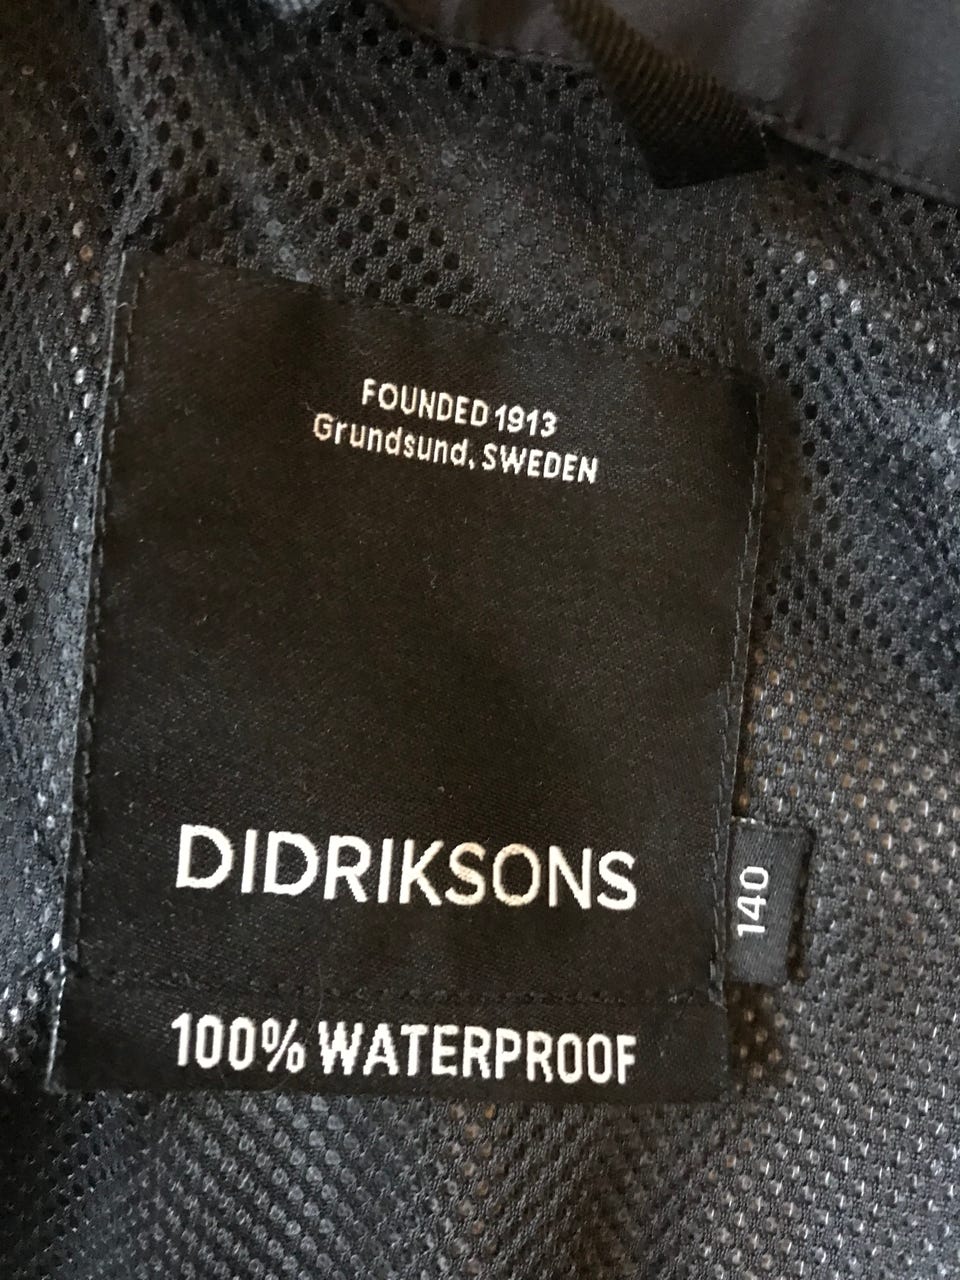 FOUNDED 1913
Grundsund, SWEDEN
DIDRIKSONS
140
100% WATERPROOF